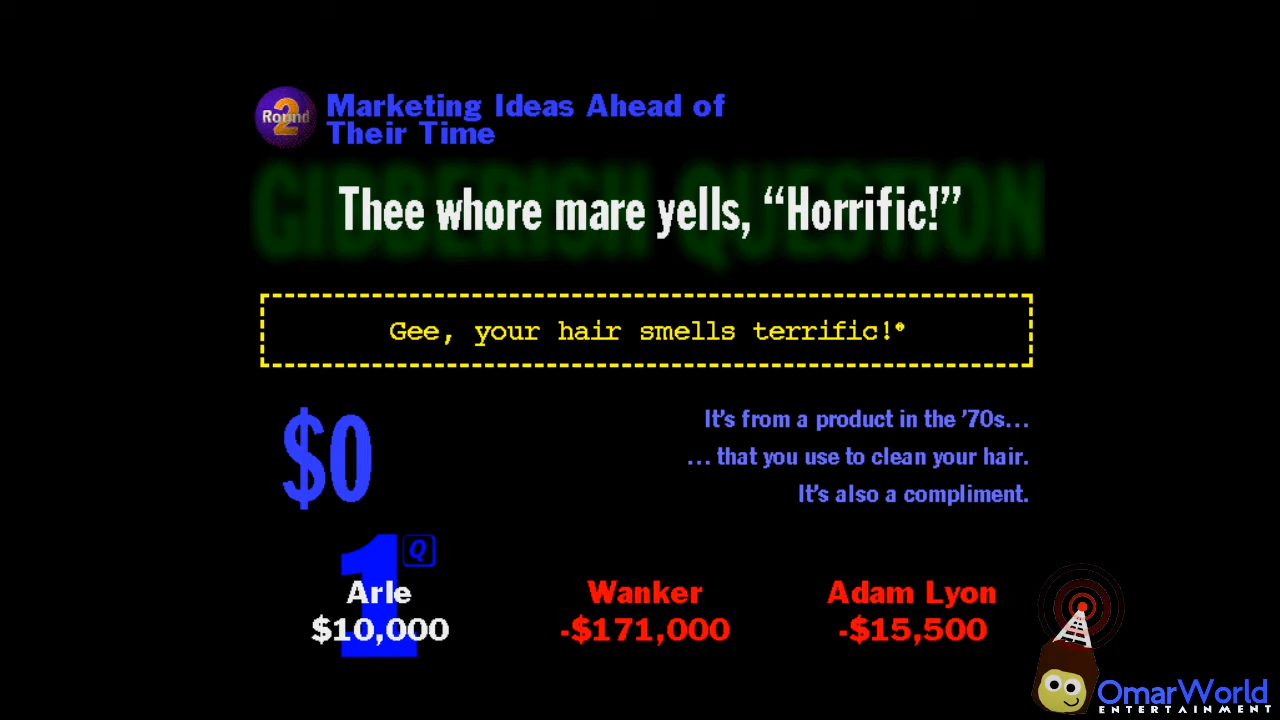 Round 2
Marketing Ideas Ahead of
Their Time
GIBBERISH QUESTION
Thee whore mare yells, “Horrific!”
Gee, your hair smells terrific!®
$0
It’s from a product in the ’70s…
… that you use to clean your hair.
It’s also a compliment.
1 Q
Arle Wanker Adam Lyon
$10,000 -$171,000 -$15,500
OmarWorld
ENTERTAINMENT